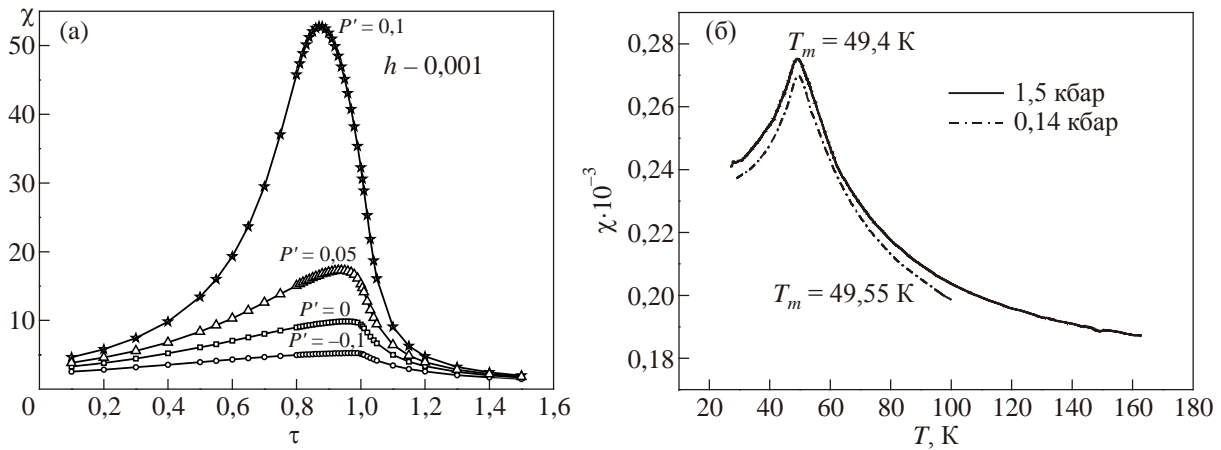 χ
(а)
P' = 0,1
h – 0,001
50
40
30
20
10
P' = 0,05
P' = 0
P' = –0,1
0
0,2
0,4
0,6
0,8
1,0
1,2
1,4
1,6
τ
(б)
T_m = 49,4 К
1,5 кбар
0,14 кбар
T_m = 49,55 К
0,28
0,26
0,24
0,22
0,20
0,18
χ·10⁻³
20
40
60
80
100
120
140
160
180
T, К